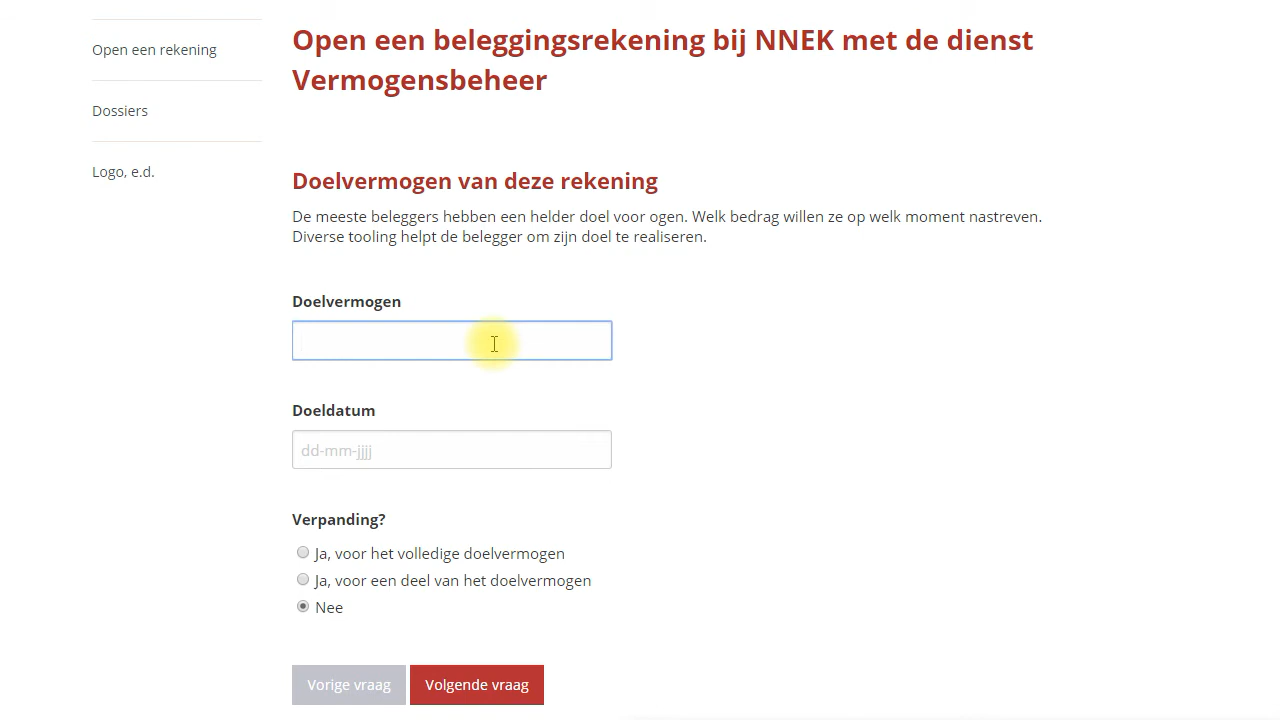 Open een rekening
Dossiers
Logo, e.d.
Open een beleggingsrekening bij NNEK met de dienst
Vermogensbeheer
Doelvermogen van deze rekening
De meeste beleggers hebben een helder doel voor ogen. Welk bedrag willen ze op welk moment nastreven.
Diverse tooling helpt de belegger om zijn doel te realiseren.
Doelvermogen
Doeldatum
dd-mm-jjjj
Verpanding?
Ja, voor het volledige doelvermogen
Ja, voor een deel van het doelvermogen
Nee
Vorige vraag
Volgende vraag